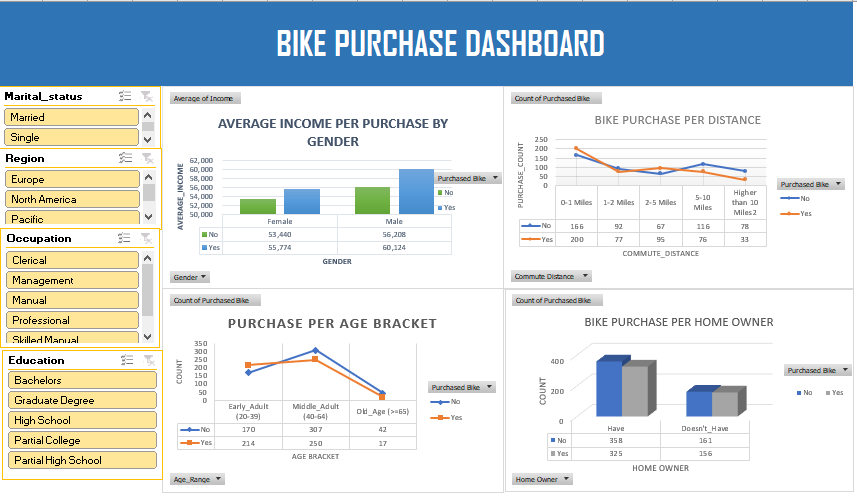 BIKE PURCHASE DASHBOARD
Marital_status
Married
Single
Region
Europe
North America
Pacific
Occupation
Clerical
Management
Manual
Professional
Skilled Manual
Education
Bachelors
Graduate Degree
High School
Partial College
Partial High School
Average of Income
AVERAGE INCOME PER PURCHASE BY
GENDER
AVERAGE_INCOME
62,000
60,000
58,000
56,000
54,000
52,000
50,000
Female Male
No 53,440 56,208
Yes 55,774 60,124
GENDER
Purchased Bike
No
Yes
Gender
Count of Purchased Bike
BIKE PURCHASE PER DISTANCE
PURCHASE_COUNT
250
200
150
100
50
0
0-1 Miles 1-2 Miles 2-5 Miles 5-10 Miles Higher than 10 Miles2
No 166 92 67 116 78
Yes 200 77 95 76 33
COMMUTE_DISTANCE
Purchased Bike
No
Yes
Commute Distance
Count of Purchased Bike
PURCHASE PER AGE BRACKET
COUNT
350
300
250
200
150
100
50
0
Early_Adult (20-39) Middle_Adult (40-64) Old_Age (>=65)
No 170 307 42
Yes 214 250 17
AGE BRACKET
Purchased Bike
No
Yes
Age_Range
Count of Purchased Bike
BIKE PURCHASE PER HOME OWNER
COUNT
400
200
0
Have Doesn't_Have
No 358 161
Yes 325 156
HOME OWNER
Purchased Bike
No Yes
Home Owner